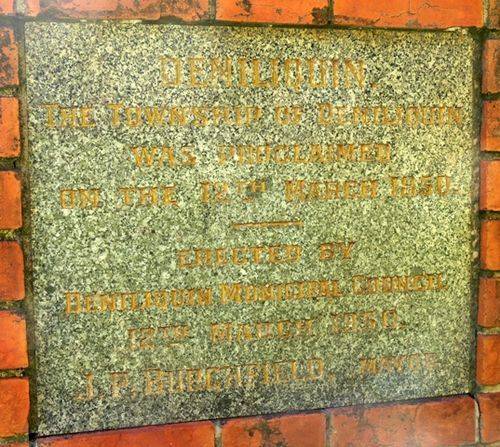 DENILIQUIN.
THE TOWNSHIP OF DENILIQUIN
WAS PROCLAIMED
ON THE 12TH MARCH 1850.
ERECTED BY
DENILIQUIN MUNICIPAL COUNCIL
12TH MARCH 1950.
J. P. BURCHFIELD, MAYOR